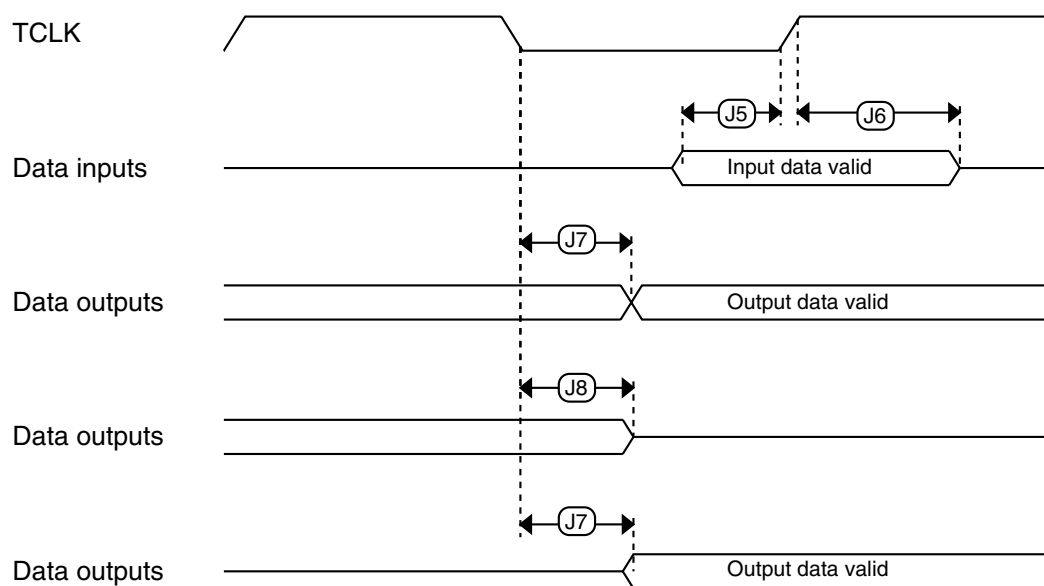 TCLK
J5
J6
Data inputs
Input data valid
J7
Data outputs
Output data valid
J8
Data outputs
J7
Data outputs
Output data valid